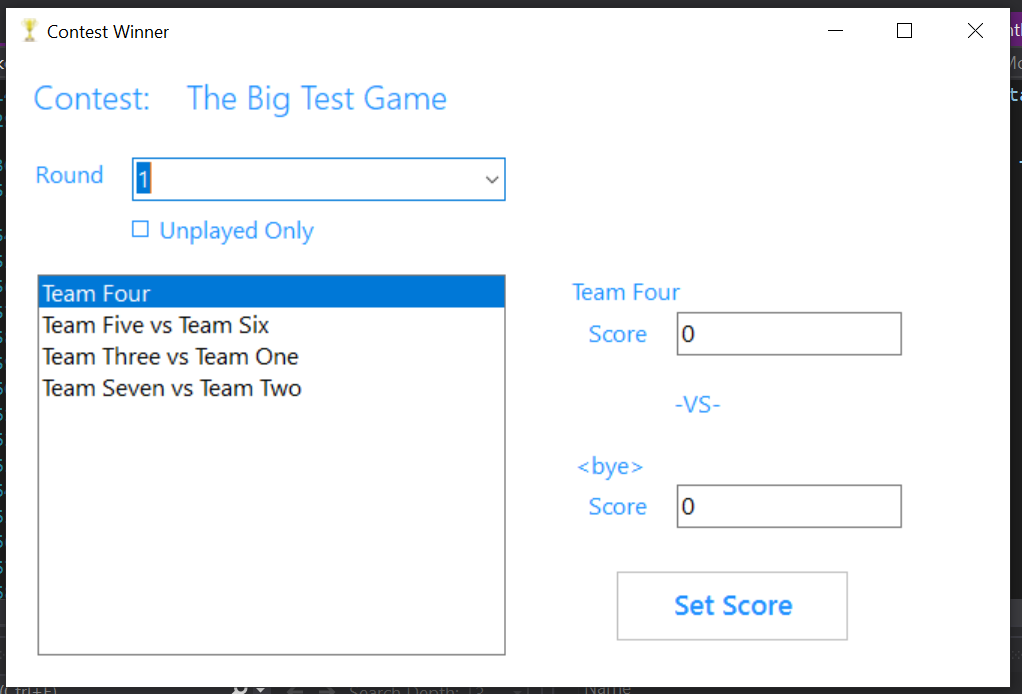 Contest Winner
Contest: The Big Test Game
Round 1
Unplayed Only
Team Four
Team Five vs Team Six
Team Three vs Team One
Team Seven vs Team Two
Team Four
Score 0
-VS-
<bye>
Score 0
Set Score